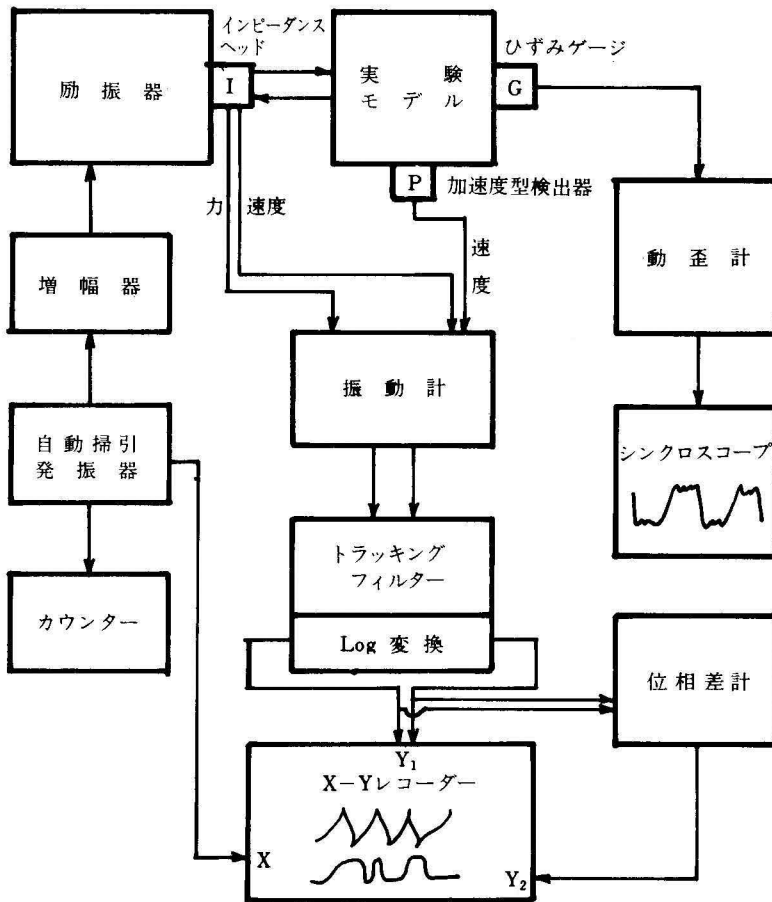 インピーダンス
ヘッド
励振器
I
実験
モデル
ひずみゲージ
G
P
加速度型検出器
力
速度
速
度
増幅器
動歪計
振動計
自動掃引
発振器
シンクロスコープ
トラッキング
フィルター
カウンター
Log 変換
位相差計
Y₁
X−Yレコーダー
X
Y₂